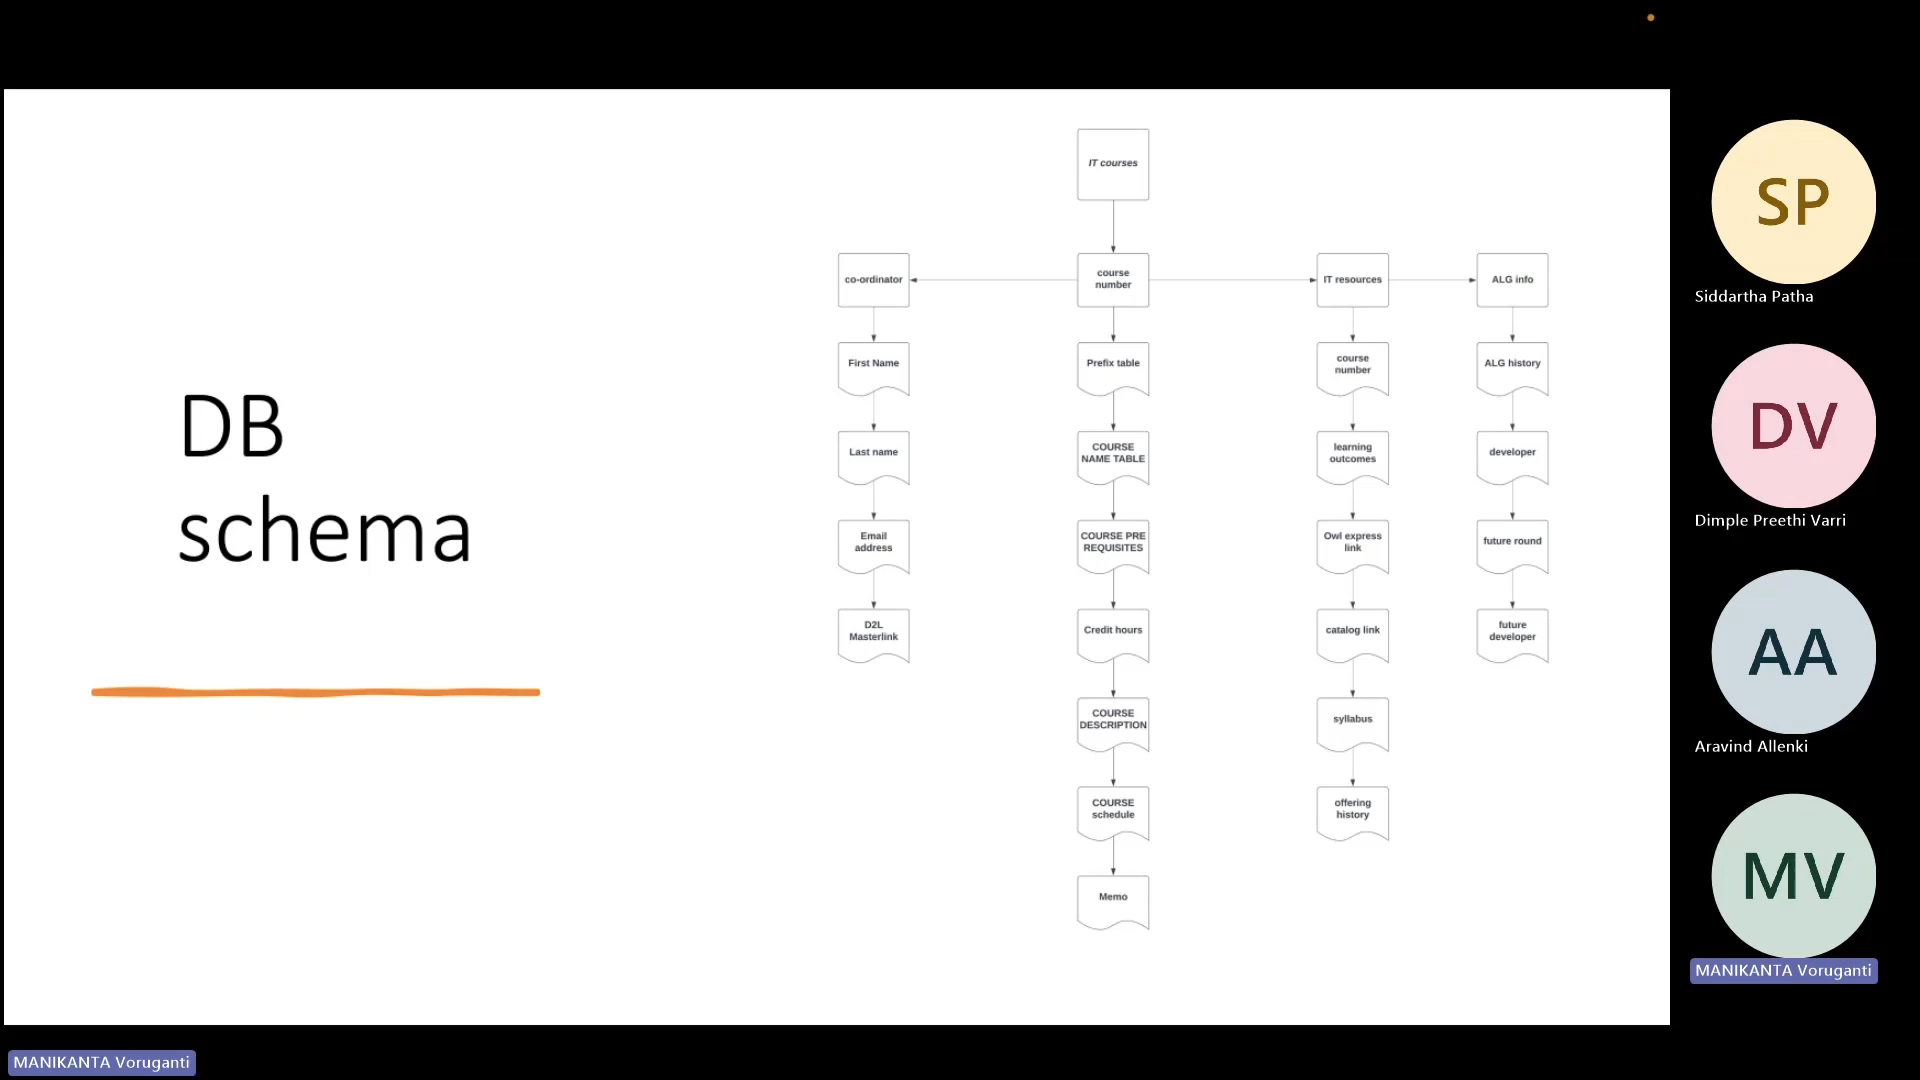 DB
schema
IT courses
co-ordinator
First Name
Last name
Email
address
D2L
Masterlink
course
number
Prefix table
COURSE
NAME TABLE
COURSE PRE
REQUISITES
Credit hours
COURSE
DESCRIPTION
COURSE
schedule
Memo
IT resources
course
number
learning
outcomes
Owl express
link
catalog link
syllabus
offering
history
ALG info
ALG history
developer
future round
future
developer
SP
Siddartha Patha
DV
Dimple Preethi Varri
AA
Aravind Allenki
MV
MANIKANTA Voruganti
MANIKANTA Voruganti